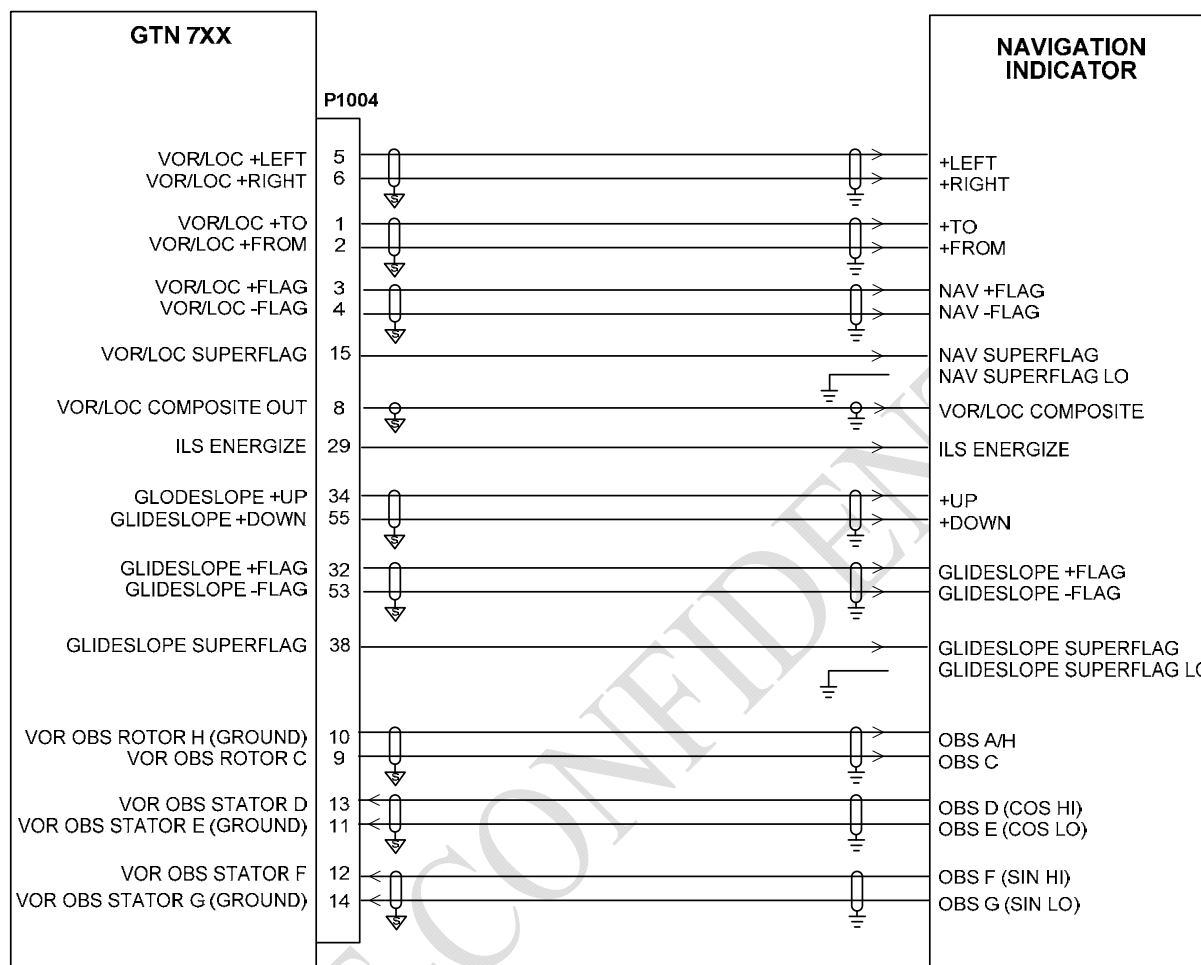 GTN 7XX
NAVIGATION
INDICATOR
P1004
VOR/LOC +LEFT 5 +LEFT
VOR/LOC +RIGHT 6 +RIGHT
VOR/LOC +TO 1 +TO
VOR/LOC +FROM 2 +FROM
VOR/LOC +FLAG 3 NAV +FLAG
VOR/LOC -FLAG 4 NAV -FLAG
VOR/LOC SUPERFLAG 15 NAV SUPERFLAG
NAV SUPERFLAG LO
VOR/LOC COMPOSITE OUT 8 VOR/LOC COMPOSITE
ILS ENERGIZE 29 ILS ENERGIZE
GLODESLOPE +UP 34 +UP
GLIDESLOPE +DOWN 55 +DOWN
GLIDESLOPE +FLAG 32 GLIDESLOPE +FLAG
GLIDESLOPE -FLAG 53 GLIDESLOPE -FLAG
GLIDESLOPE SUPERFLAG 38 GLIDESLOPE SUPERFLAG
GLIDESLOPE SUPERFLAG LO
VOR OBS ROTOR H (GROUND) 10 OBS A/H
VOR OBS ROTOR C 9 OBS C
VOR OBS STATOR D 13 OBS D (COS HI)
VOR OBS STATOR E (GROUND) 11 OBS E (COS LO)
VOR OBS STATOR F 12 OBS F (SIN HI)
VOR OBS STATOR G (GROUND) 14 OBS G (SIN LO)
S
S
S
S
S
S
S
S
S
CONFIDENT